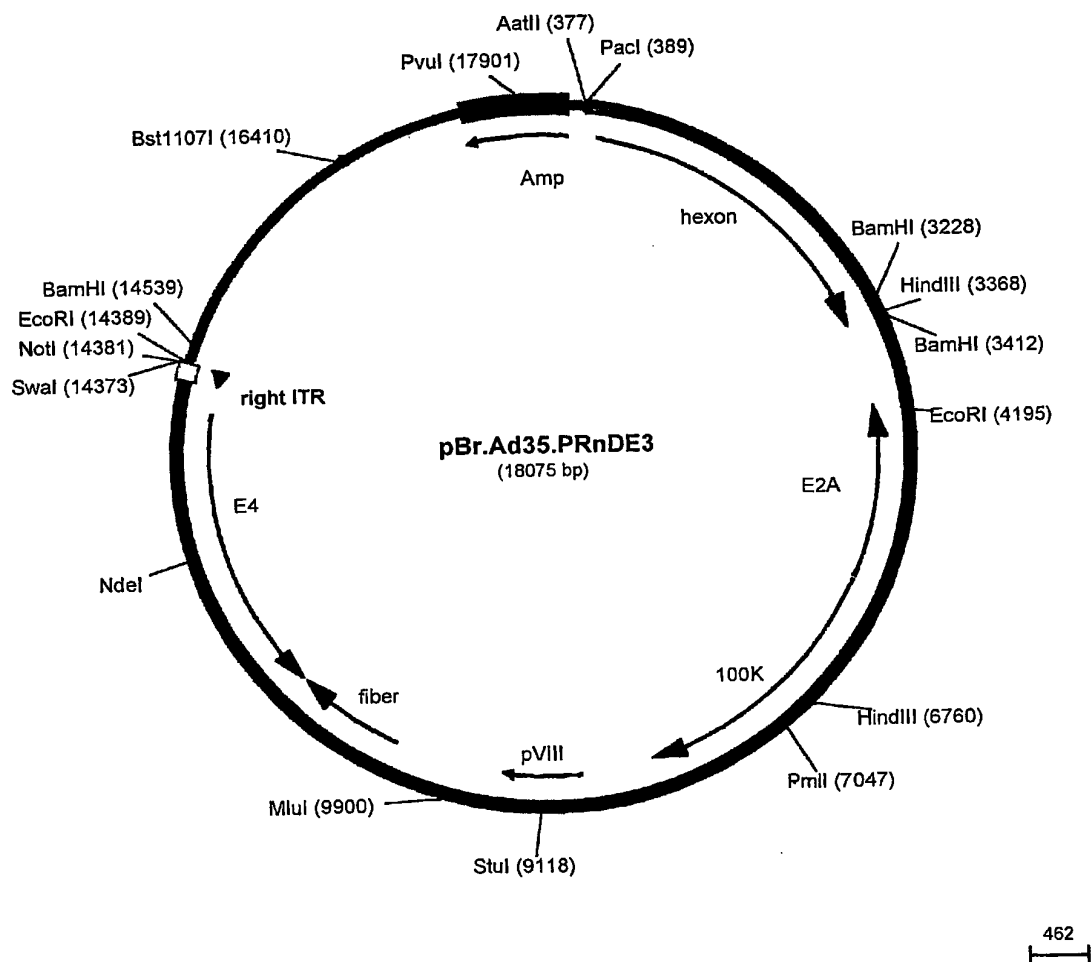 AatII (377)
PacI (389)
PvuI (17901)
Bst1107I (16410)
Amp
hexon
BamHI (3228)
HindIII (3368)
BamHI (3412)
EcoRI (4195)
BamHI (14539)
EcoRI (14389)
NotI (14381)
SwaI (14373)
right ITR
pBr.Ad35.PRnDE3
(18075 bp)
E2A
E4
NdeI
100K
fiber
HindIII (6760)
pVIII
PmlI (7047)
MluI (9900)
StuI (9118)
462